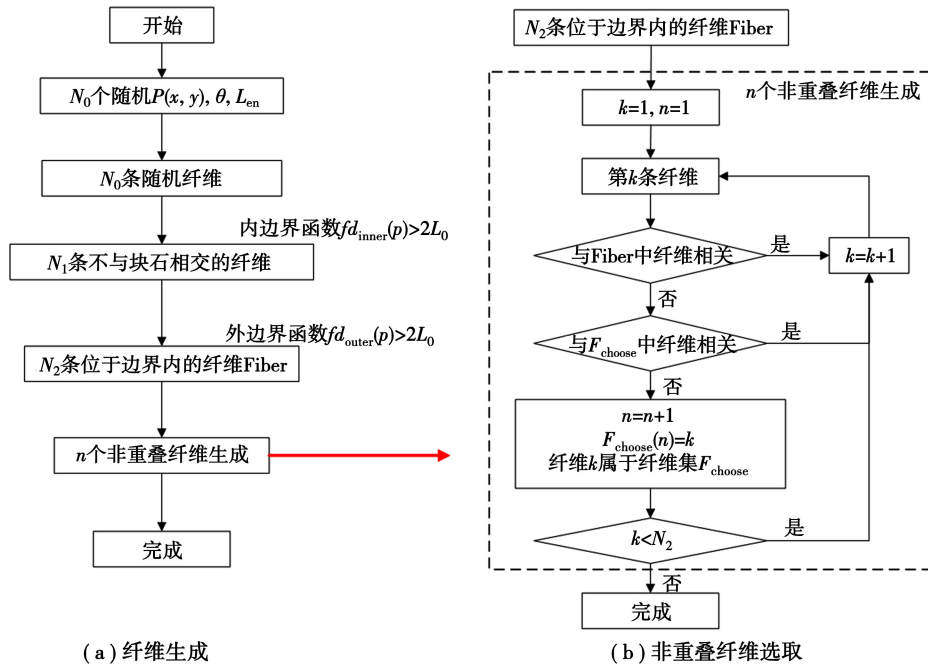 开始
N₀个随机P(x, y), θ, Lₑₙ
N₀条随机纤维
内边界函数fd_inner(p)>2L₀
N₁条不与块石相交的纤维
外边界函数fd_outer(p)>2L₀
N₂条位于边界内的纤维Fiber
n个非重叠纤维生成
完成
(a)纤维生成
N₂条位于边界内的纤维Fiber
n个非重叠纤维生成
k=1, n=1
第k条纤维
与Fiber中纤维相关
是
k=k+1
否
与F_choose中纤维相关
是
否
n=n+1
F_choose(n)=k
纤维k属于纤维集F_choose
k<N₂
是
否
完成
(b)非重叠纤维选取